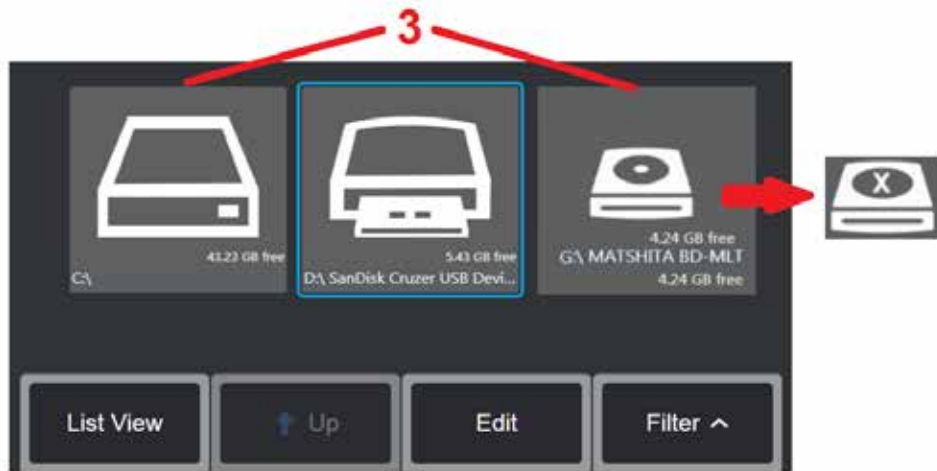 3
43.23 GB free
C:\
5.43 GB free
D:\ SanDisk Cruzer USB Devi...
4.24 GB free
G:\ MATSHITA BD-MLT
4.24 GB free
X
List View
Up
Edit
Filter